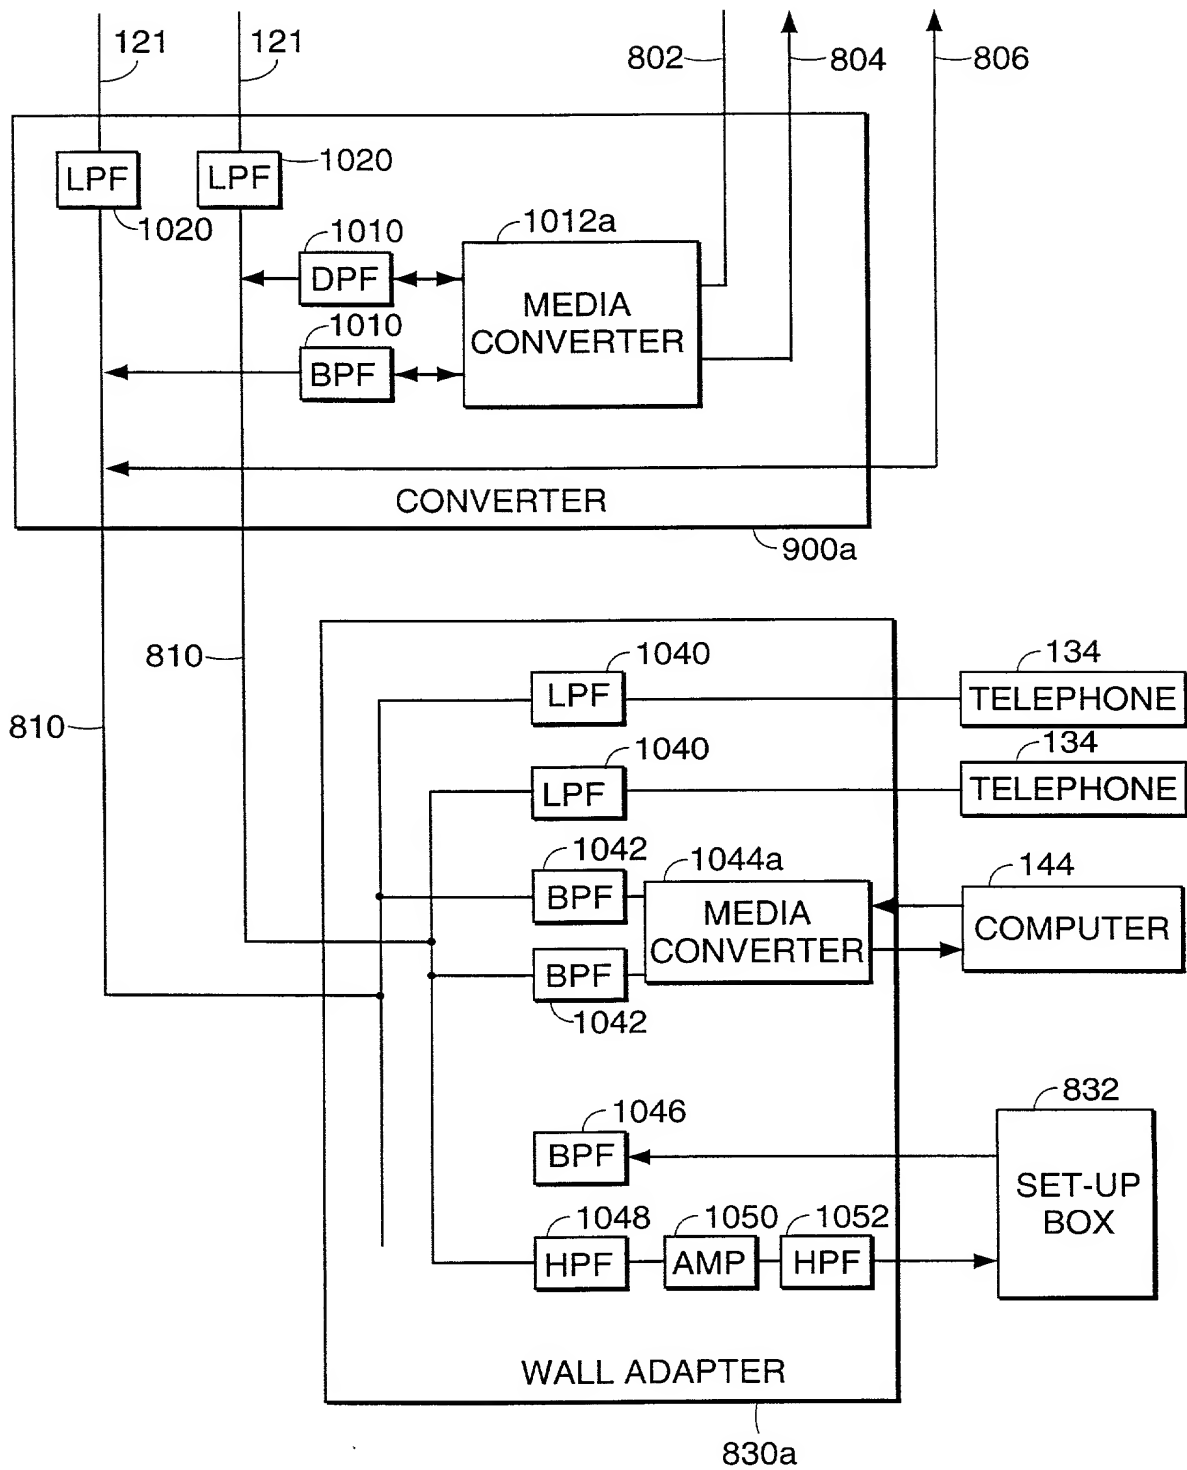 121
121
802
804
806
LPF
LPF
1020
1020
1012a
1010
DPF
MEDIA
CONVERTER
1010
BPF
CONVERTER
900a
810
810
1040
LPF
134
TELEPHONE
1040
LPF
134
TELEPHONE
1042
BPF
1044a
MEDIA
CONVERTER
144
COMPUTER
BPF
1042
1046
BPF
832
SET-UP
BOX
1048
HPF
1050
AMP
1052
HPF
WALL ADAPTER
830a